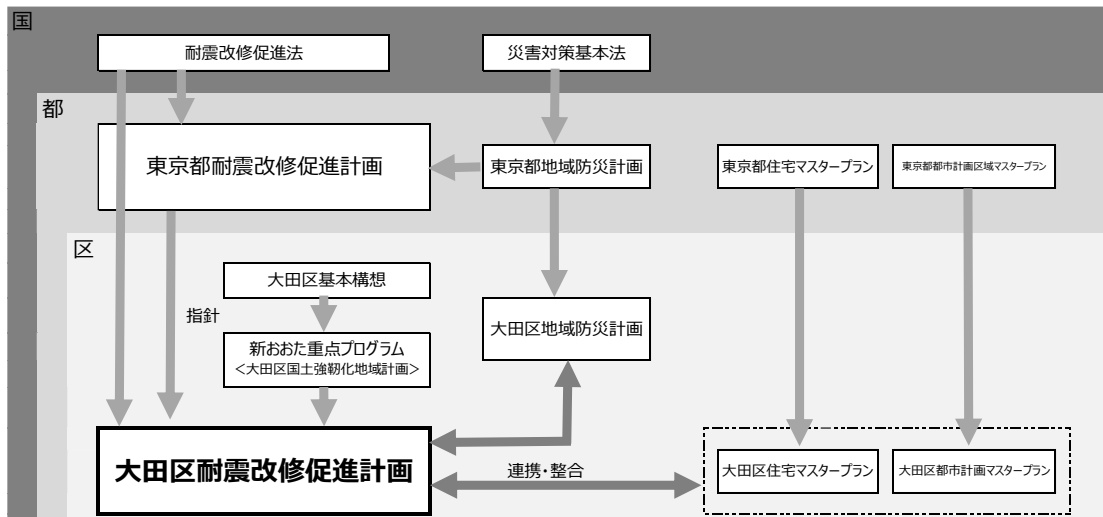 国
耐震改修促進法
災害対策基本法
都
東京都耐震改修促進計画
東京都地域防災計画
東京都住宅マスタープラン
東京都都市計画区域マスタープラン
区
大田区基本構想
指針
大田区地域防災計画
新おおた重点プログラム
＜大田区国土強靭化地域計画＞
大田区耐震改修促進計画
連携・整合
大田区住宅マスタープラン
大田区都市計画マスタープラン